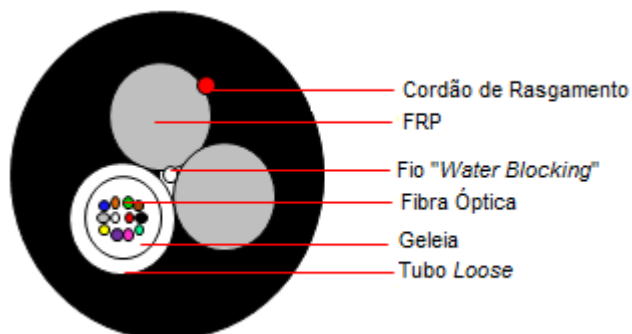 Cordão de Rasgamento
FRP
Fio "Water Blocking"
Fibra Óptica
Geleia
Tubo Loose